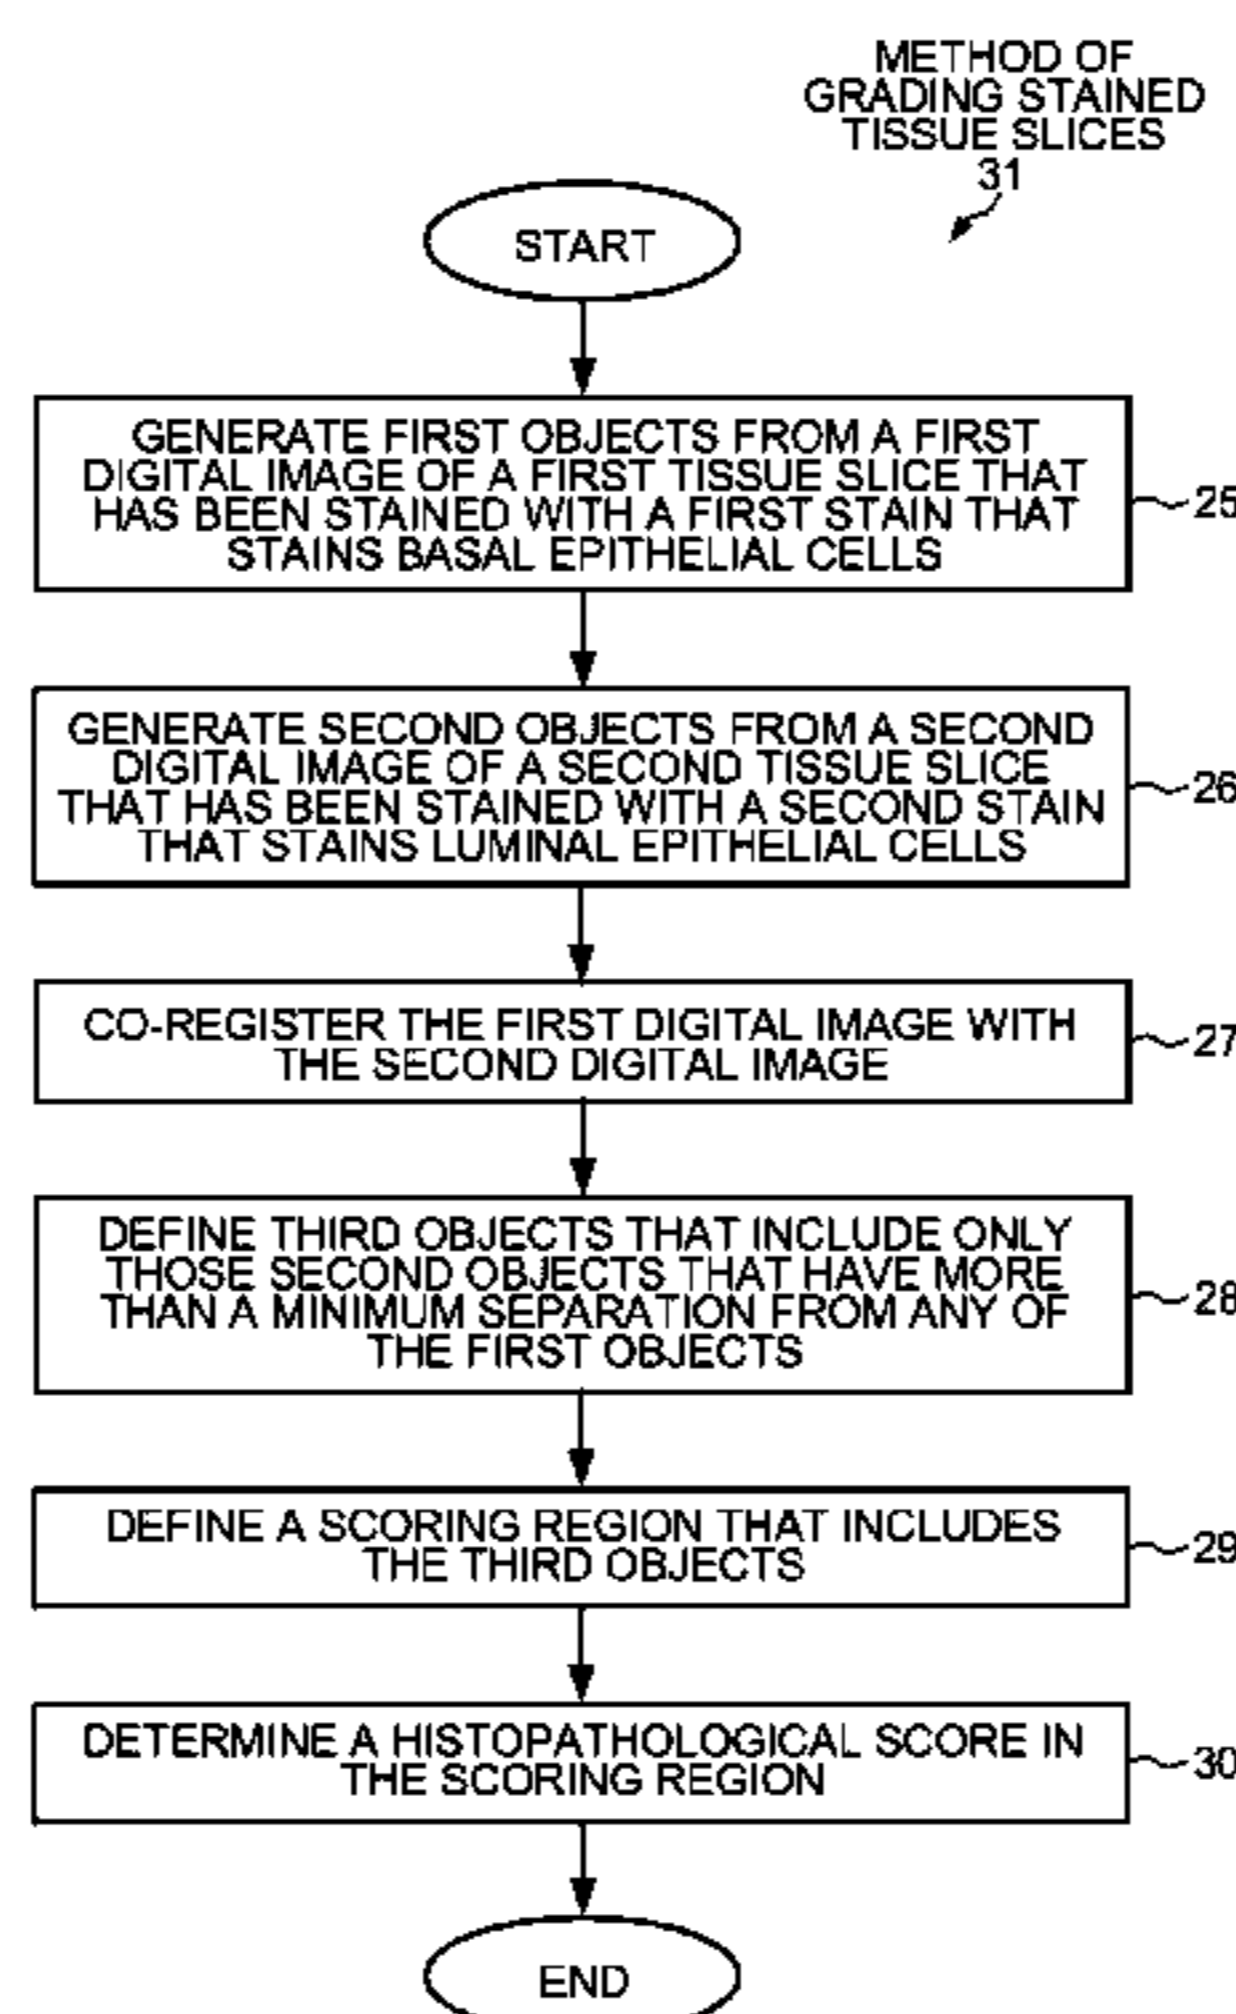 METHOD OF
GRADING STAINED
TISSUE SLICES
31
START
GENERATE FIRST OBJECTS FROM A FIRST
DIGITAL IMAGE OF A FIRST TISSUE SLICE THAT
HAS BEEN STAINED WITH A FIRST STAIN THAT
STAINS BASAL EPITHELIAL CELLS
25
GENERATE SECOND OBJECTS FROM A SECOND
DIGITAL IMAGE OF A SECOND TISSUE SLICE
THAT HAS BEEN STAINED WITH A SECOND STAIN
THAT STAINS LUMINAL EPITHELIAL CELLS
26
CO-REGISTER THE FIRST DIGITAL IMAGE WITH
THE SECOND DIGITAL IMAGE
27
DEFINE THIRD OBJECTS THAT INCLUDE ONLY
THOSE SECOND OBJECTS THAT HAVE MORE
THAN A MINIMUM SEPARATION FROM ANY OF
THE FIRST OBJECTS
28
DEFINE A SCORING REGION THAT INCLUDES
THE THIRD OBJECTS
29
DETERMINE A HISTOPATHOLOGICAL SCORE IN
THE SCORING REGION
30
END